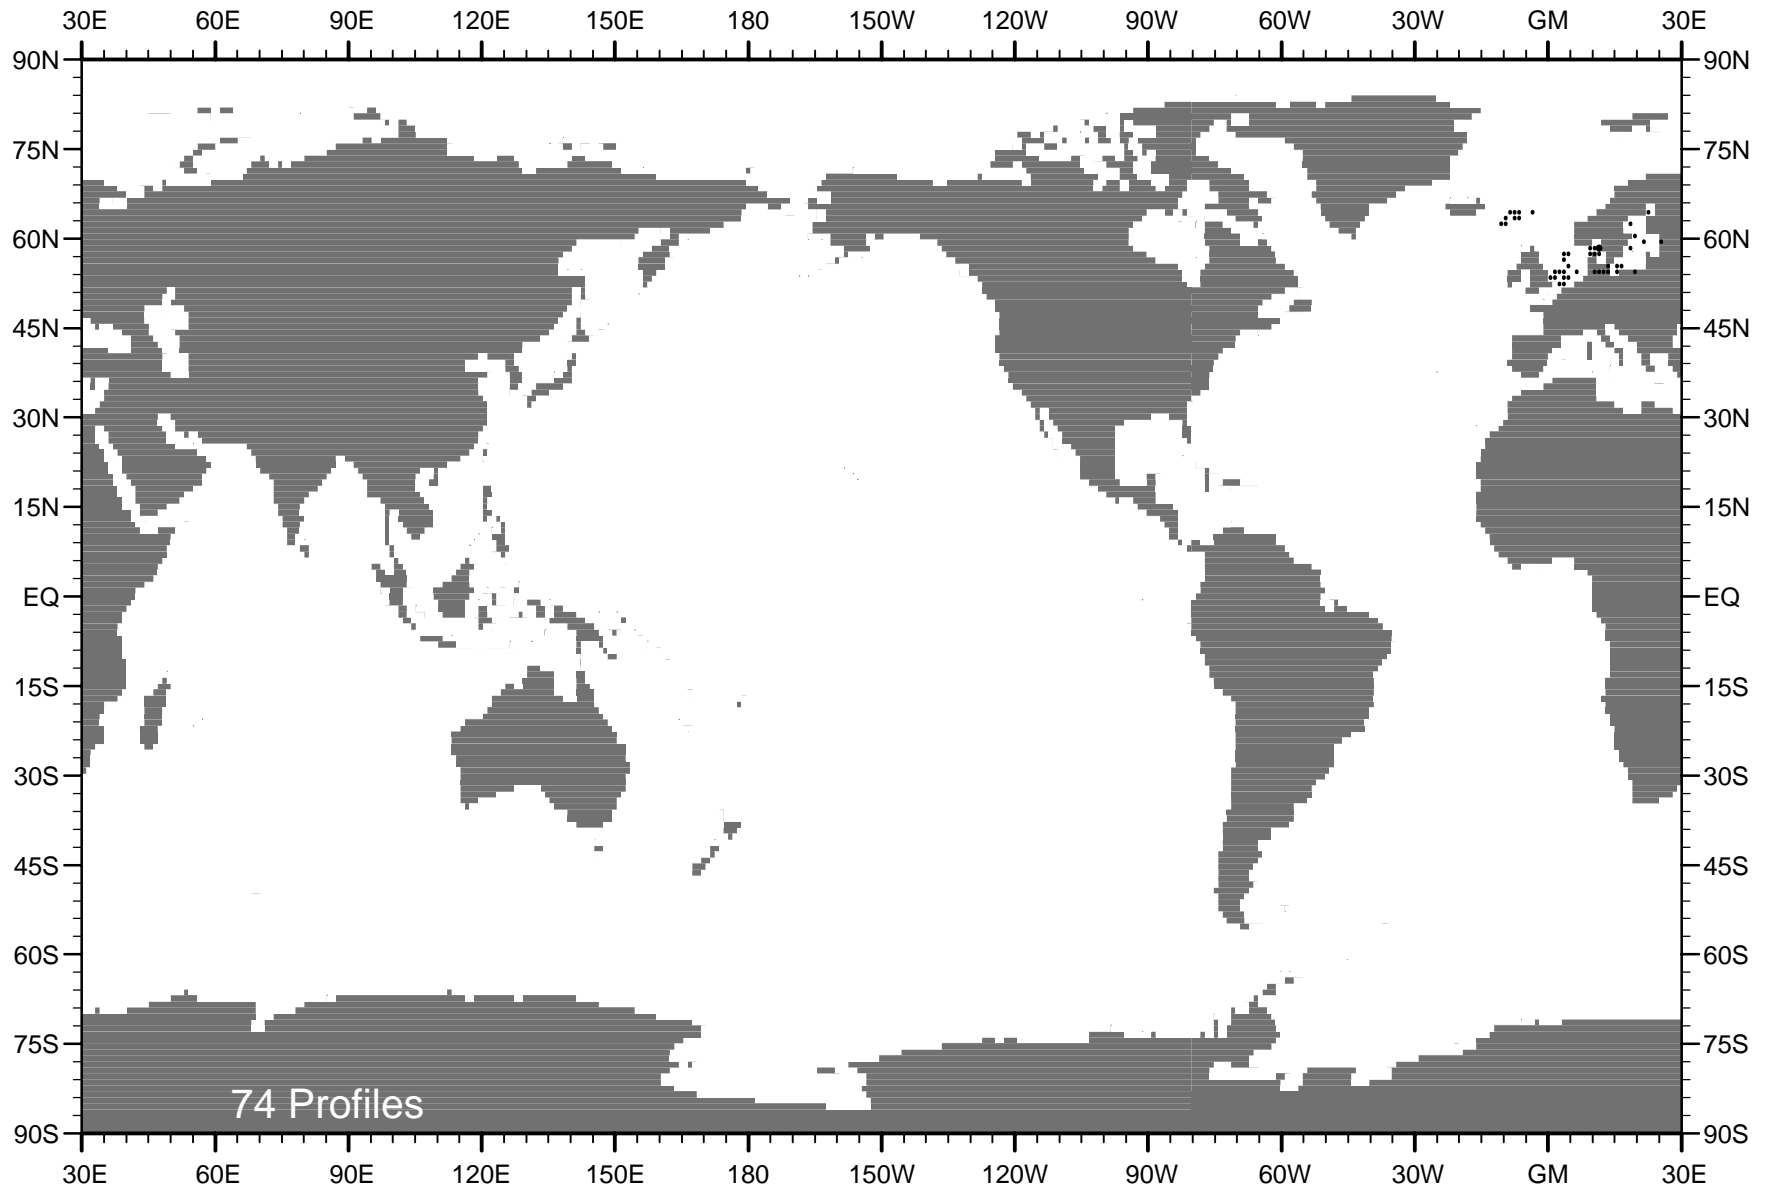 30E 60E 90E 120E 150E 180 150W 120W 90W 60W 30W GM 30E
90N 90N
75N 75N
60N 60N
45N 45N
30N 30N
15N 15N
EQ EQ
15S 15S
30S 30S
45S 45S
60S 60S
75S 75S
74 Profiles
90S 90S
30E 60E 90E 120E 150E 180 150W 120W 90W 60W 30W GM 30E